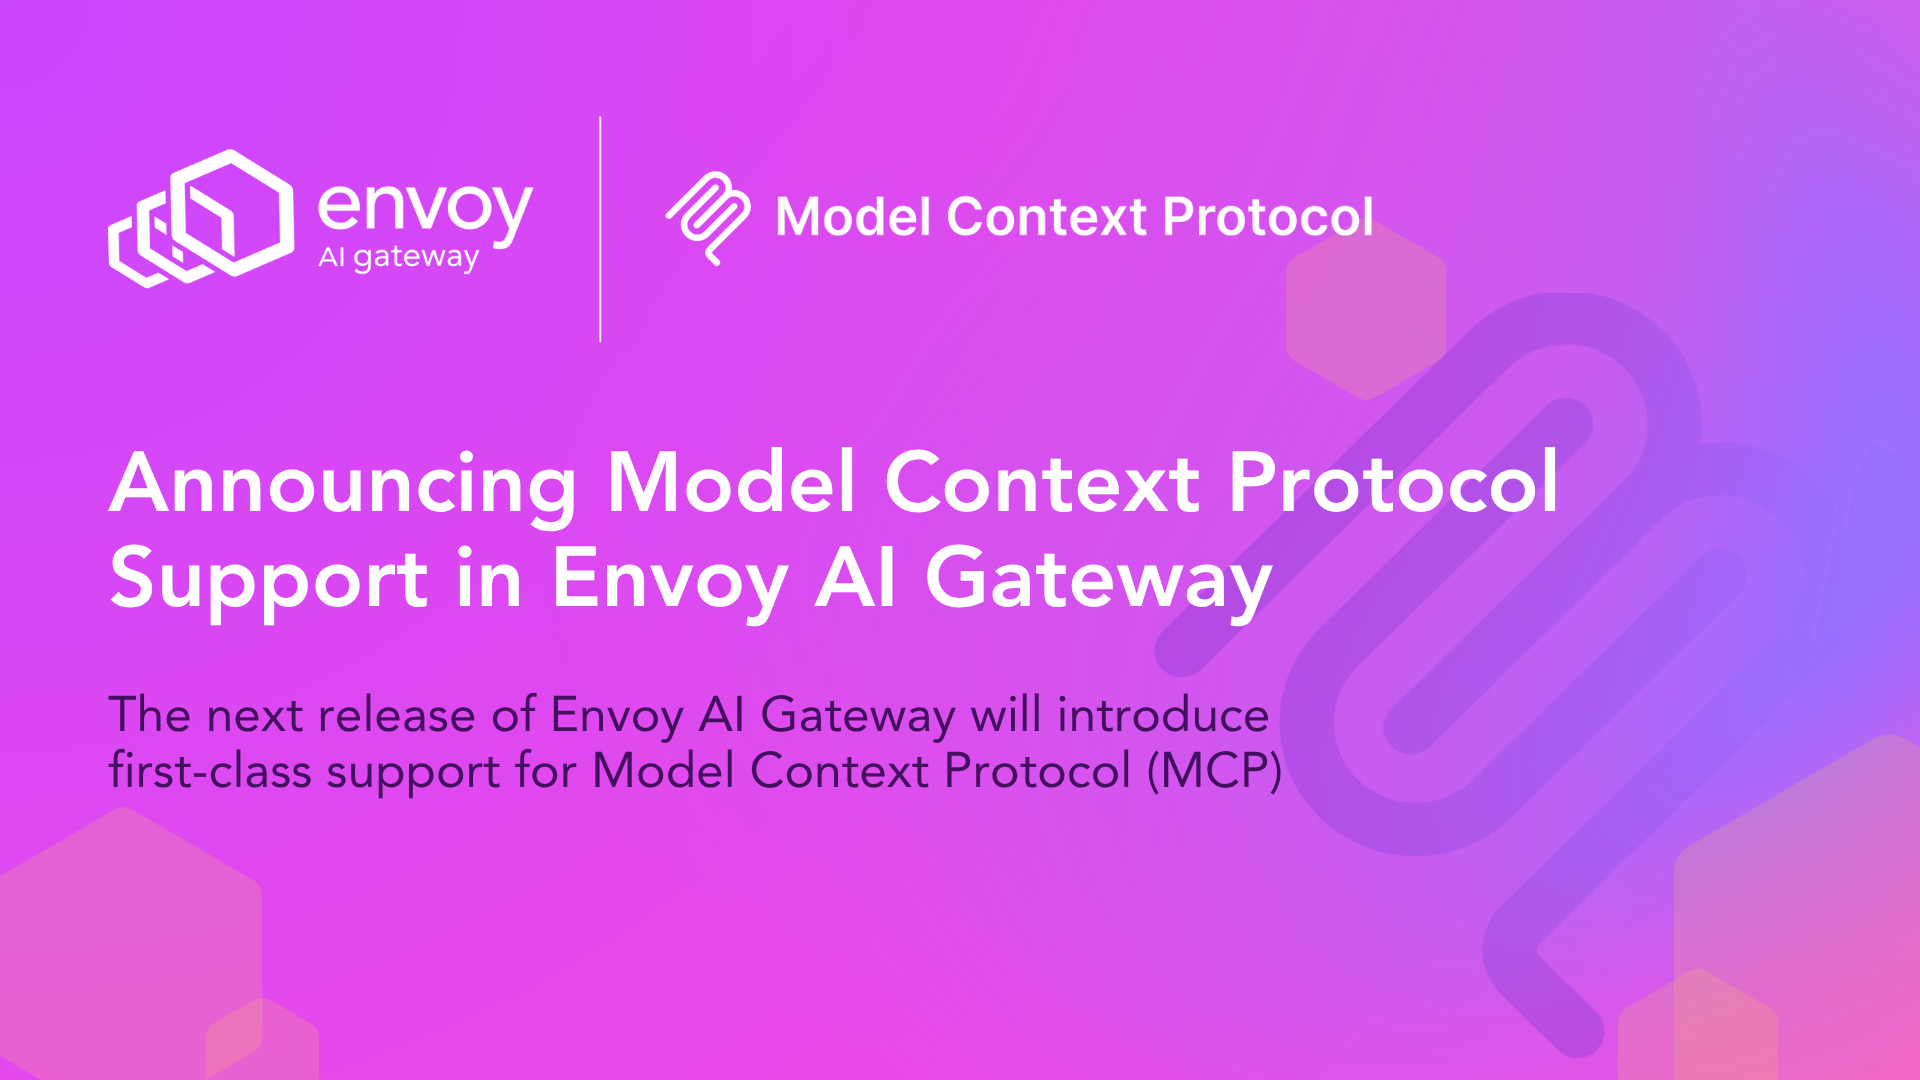 envoy
AI gateway
Model Context Protocol
Announcing Model Context Protocol
Support in Envoy AI Gateway
The next release of Envoy AI Gateway will introduce
first-class support for Model Context Protocol (MCP)